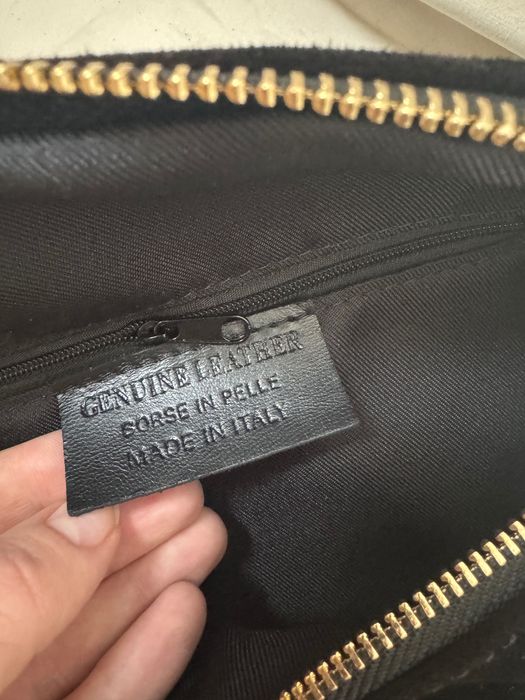 GENUINE LEATHER
BORSE IN PELLE
MADE IN ITALY